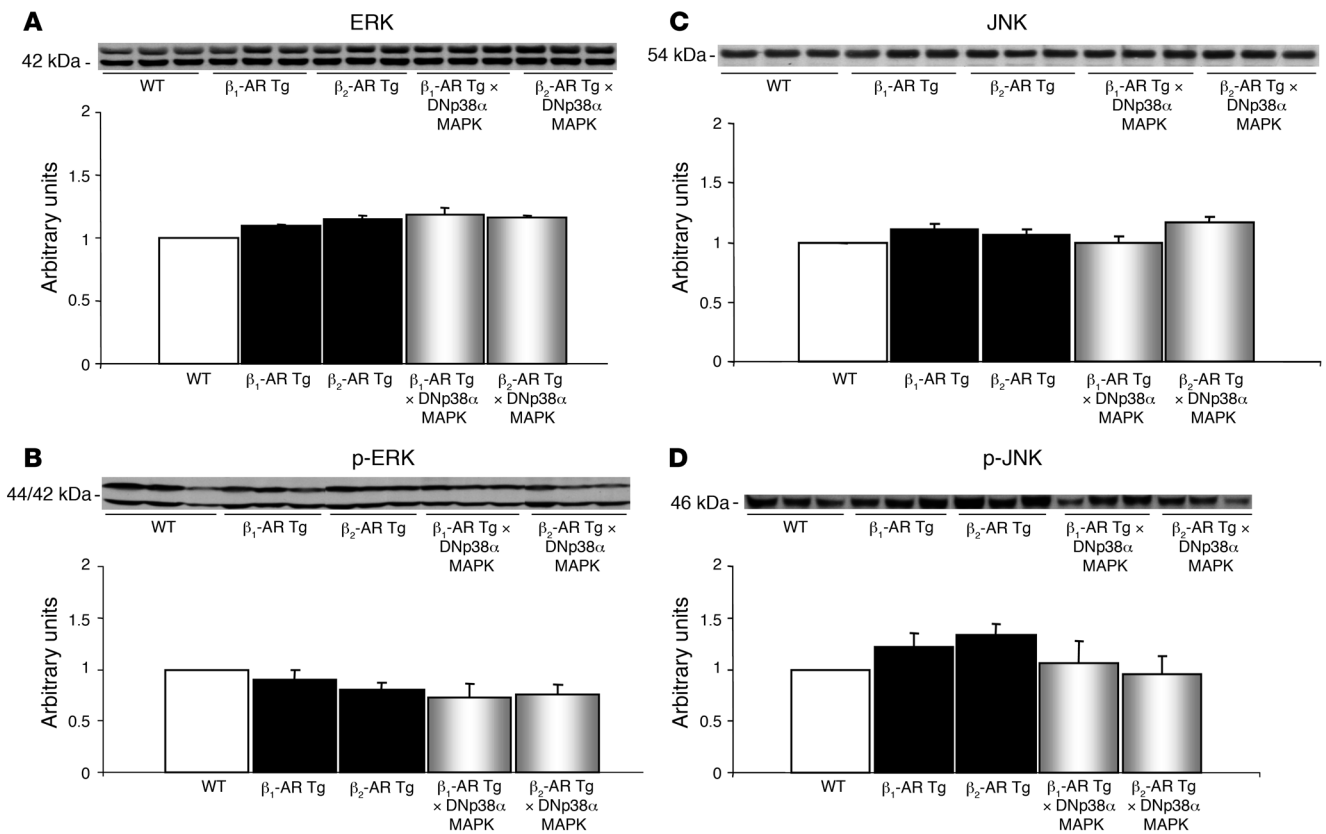 A
ERK
42 kDa -
WT
β1-AR Tg
β2-AR Tg
β1-AR Tg ×
DNp38α
MAPK
β2-AR Tg ×
DNp38α
MAPK
Arbitrary units
2
1.5
1
0.5
0
WT
β1-AR Tg
β2-AR Tg
β1-AR Tg
× DNp38α
MAPK
β2-AR Tg
× DNp38α
MAPK
C
JNK
54 kDa -
WT
β1-AR Tg
β2-AR Tg
β1-AR Tg ×
DNp38α
MAPK
β2-AR Tg ×
DNp38α
MAPK
Arbitrary units
2
1.5
1
0.5
0
WT
β1-AR Tg
β2-AR Tg
β1-AR Tg
× DNp38α
MAPK
β2-AR Tg
× DNp38α
MAPK
B
p-ERK
44/42 kDa -
WT
β1-AR Tg
β2-AR Tg
β1-AR Tg ×
DNp38α
MAPK
β2-AR Tg ×
DNp38α
MAPK
Arbitrary units
2
1.5
1
0.5
0
WT
β1-AR Tg
β2-AR Tg
β1-AR Tg
× DNp38α
MAPK
β2-AR Tg
× DNp38α
MAPK
D
p-JNK
46 kDa -
WT
β1-AR Tg
β2-AR Tg
β1-AR Tg ×
DNp38α
MAPK
β2-AR Tg ×
DNp38α
MAPK
Arbitrary units
2
1.5
1
0.5
0
WT
β1-AR Tg
β2-AR Tg
β1-AR Tg
× DNp38α
MAPK
β2-AR Tg
× DNp38α
MAPK